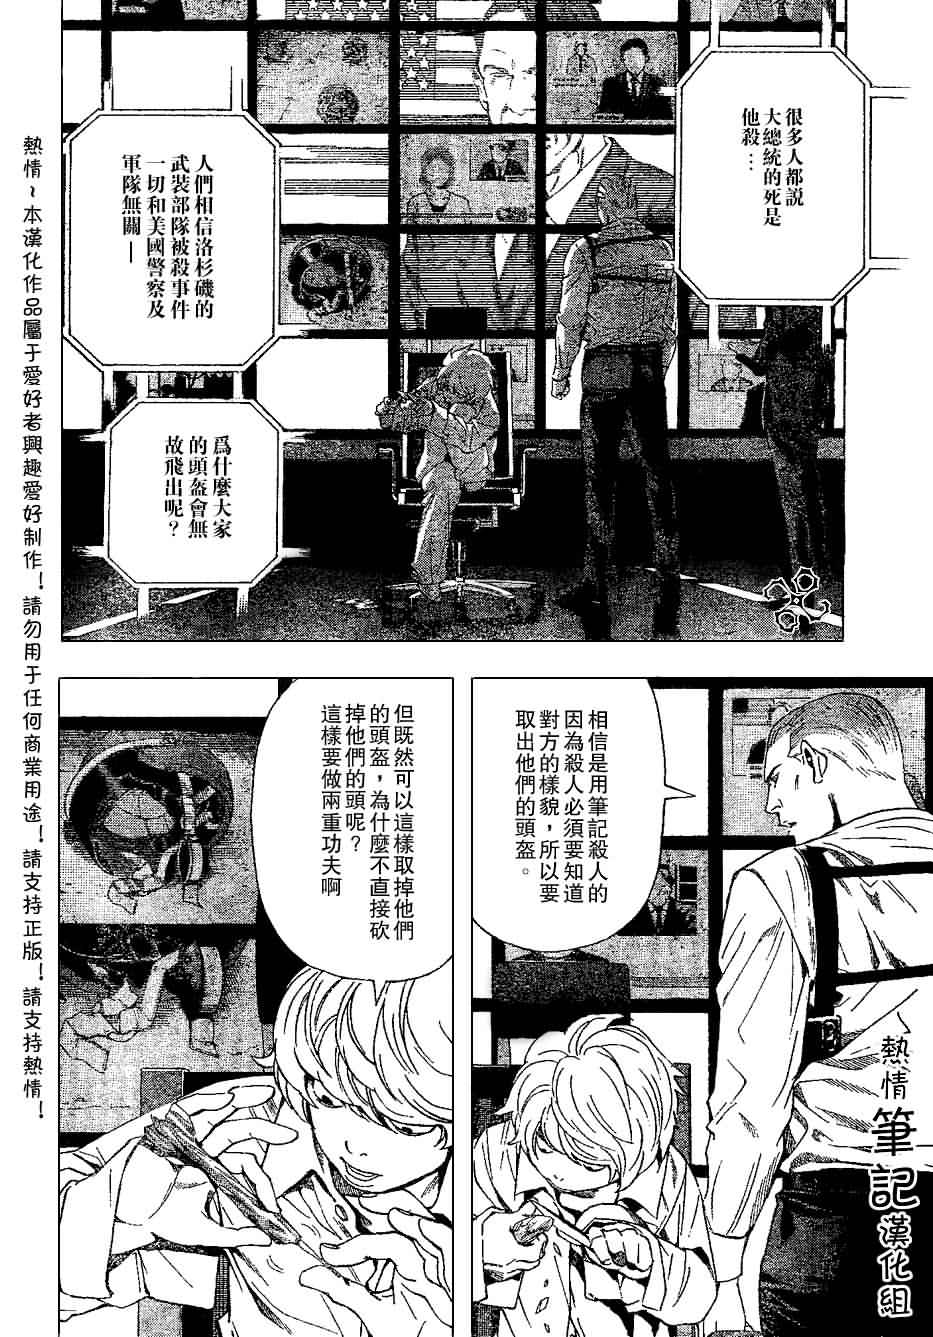 很多人都說
大總統的死是
他殺…
人們相信洛杉磯的
武裝部隊被殺事件
一切和美國警察及
軍隊無關—
爲什麼大家
的頭盔會無
故飛出呢？
相信是用筆記殺人的
因為殺人必須要知道
對方的樣貌，所以要
取出他們的頭盔。
但既然可以這樣取掉他們
的頭盔，為什麼不直接砍
掉他們的頭呢？
這樣要做兩重功夫啊
熱情~本漢化作品屬于愛好者興趣愛好制作！請勿用于任何商業用途！請支持正版！請支持熱情！
熱情筆記漢化組